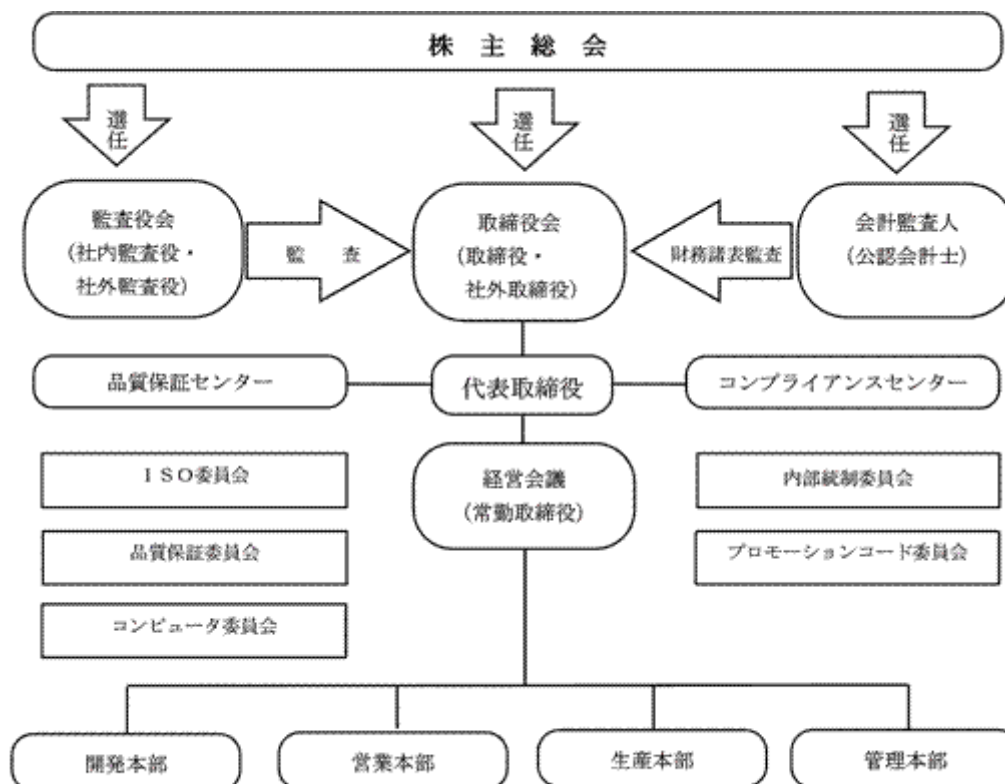 株 主 総 会
選任
選任
選任
監査役会
(社内監査役・
社外監査役)
監 査
取締役会
(取締役・
社外取締役)
財務諸表監査
会計監査人
(公認会計士)
品質保証センター
代表取締役
コンプライアンスセンター
ISO委員会
経営会議
(常勤取締役)
内部統制委員会
品質保証委員会
プロモーションコード委員会
コンピュータ委員会
開発本部
営業本部
生産本部
管理本部